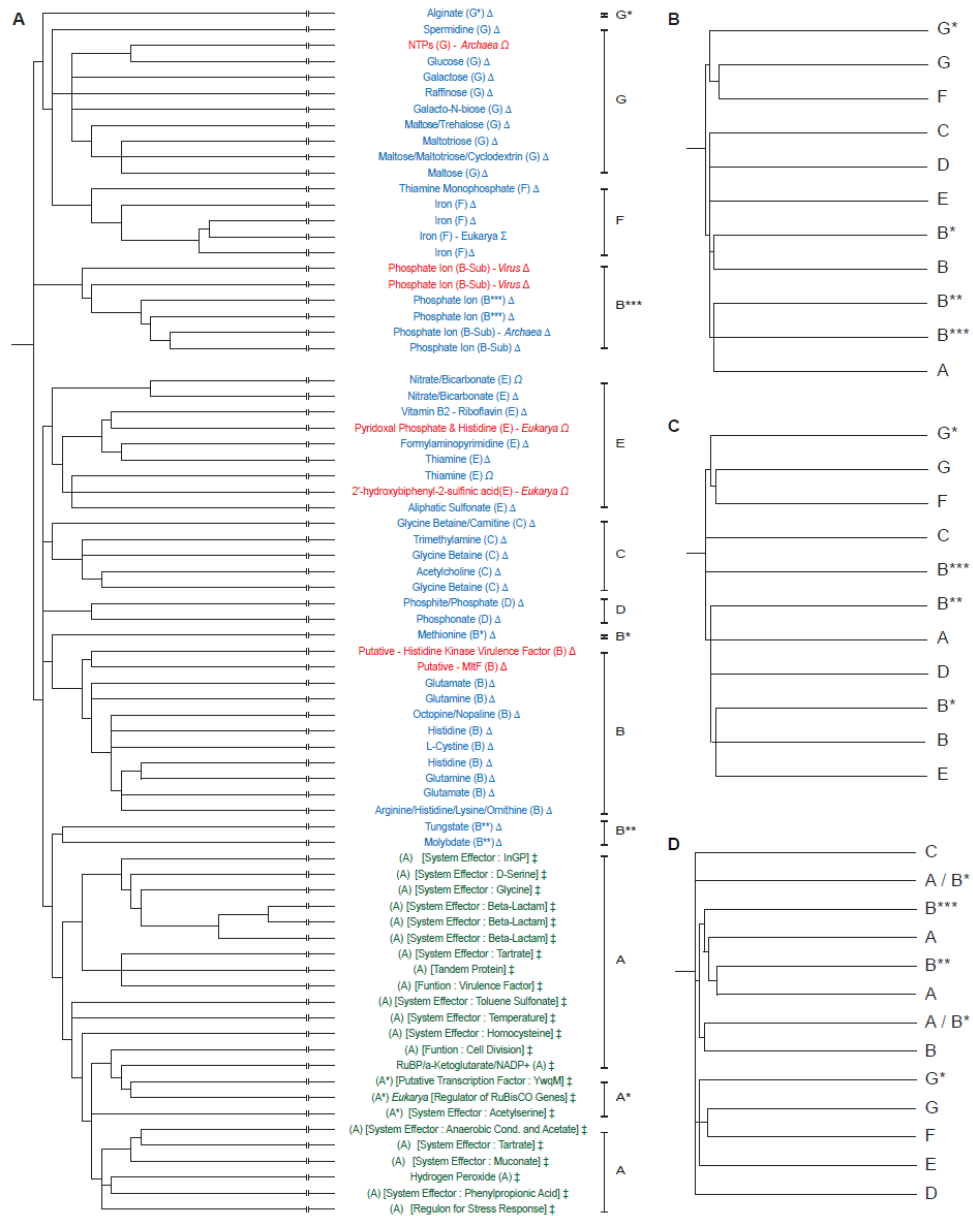 A
Alginate (G*) Δ
G*
Spermidine (G) Δ
NTPs (G) - Archaea Ω
Glucose (G) Δ
Galactose (G) Δ
Raffinose (G) Δ
G
Galacto-N-biose (G) Δ
Maltose/Trehalose (G) Δ
Maltotriose (G) Δ
Maltose/Maltotriose/Cyclodextrin (G) Δ
Maltose (G) Δ
Thiamine Monophosphate (F) Δ
Iron (F) Δ
Iron (F) Δ
F
Iron (F) - Eukarya Σ
Iron (F)Δ
Phosphate Ion (B-Sub) - Virus Δ
Phosphate Ion (B-Sub) - Virus Δ
Phosphate Ion (B***) Δ
B***
Phosphate Ion (B***) Δ
Phosphate Ion (B-Sub) - Archaea Δ
Phosphate Ion (B-Sub) Δ
Nitrate/Bicarbonate (E) Ω
Nitrate/Bicarbonate (E) Δ
Vitamin B2 - Riboflavin (E) Δ
Pyridoxal Phosphate & Histidine (E) - Eukarya Ω
E
Formylaminopyrimidine (E) Δ
Thiamine (E) Δ
Thiamine (E) Ω
2'-hydroxybiphenyl-2-sulfinic acid(E) - Eukarya Ω
Aliphatic Sulfonate (E) Δ
Glycine Betaine/Carnitine (C) Δ
Trimethylamine (C) Δ
C
Glycine Betaine (C) Δ
Acetylcholine (C) Δ
Glycine Betaine (C) Δ
Phosphite/Phosphate (D) Δ
D
Phosphonate (D) Δ
Methionine (B*) Δ
B*
Putative - Histidine Kinase Virulence Factor (B) Δ
Putative - MltF (B) Δ
Glutamate (B) Δ
Glutamine (B) Δ
Octopine/Nopaline (B) Δ
Histidine (B) Δ
B
L-Cystine (B) Δ
Histidine (B) Δ
Glutamine (B) Δ
Glutamate (B) Δ
Arginine/Histidine/Lysine/Ornithine (B) Δ
Tungstate (B**) Δ
B**
Molybdate (B**) Δ
(A) [System Effector : InGP] ‡
(A) [System Effector : D-Serine] ‡
(A) [System Effector : Glycine] ‡
(A) [System Effector : Beta-Lactam] ‡
(A) [System Effector : Beta-Lactam] ‡
(A) [System Effector : Beta-Lactam] ‡
(A) [System Effector : Tartrate] ‡
A
(A) [Tandem Protein] ‡
(A) [Funtion : Virulence Factor] ‡
(A) [System Effector : Toluene Sulfonate] ‡
(A) [System Effector : Temperature] ‡
(A) [System Effector : Homocysteine] ‡
(A) [Funtion : Cell Division] ‡
RuBP/a-Ketoglutarate/NADP+ (A) ‡
(A*) [Putative Transcription Factor : YwqM] ‡
(A*) Eukarya [Regulator of RuBisCO Genes] ‡
A*
(A*) [System Effector : Acetylserine] ‡
(A) [System Effector : Anaerobic Cond. and Acetate] ‡
(A) [System Effector : Tartrate] ‡
(A) [System Effector : Muconate] ‡
A
Hydrogen Peroxide (A) ‡
(A) [System Effector : Phenylpropionic Acid] ‡
(A) [Regulon for Stress Response] ‡
B
G*
G
F
C
D
E
B*
B
B**
B***
A
C
G*
G
F
C
B***
B**
A
D
B*
B
E
D
C
A / B*
B***
A
B**
A
A / B*
B
G*
G
F
E
D